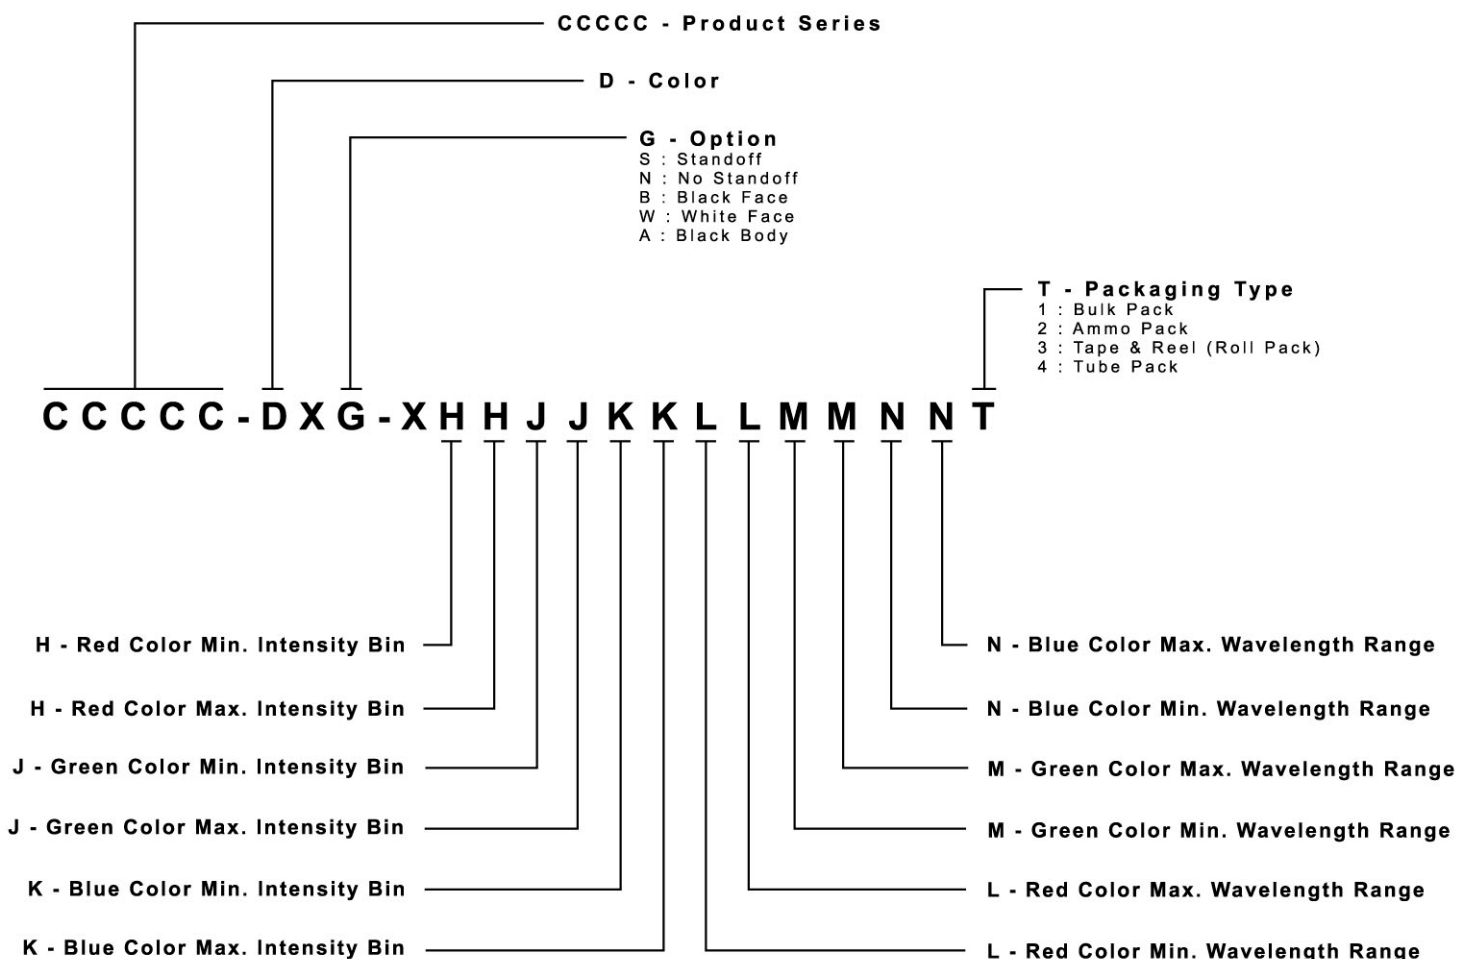 CCCCC - Product Series
D - Color
G - Option
S : Standoff
N : No Standoff
B : Black Face
W : White Face
A : Black Body
T - Packaging Type
1 : Bulk Pack
2 : Ammo Pack
3 : Tape & Reel (Roll Pack)
4 : Tube Pack
C C C C C - D X G - X H H J J K K L L M M N N T
H - Red Color Min. Intensity Bin
N - Blue Color Max. Wavelength Range
H - Red Color Max. Intensity Bin
N - Blue Color Min. Wavelength Range
J - Green Color Min. Intensity Bin
M - Green Color Max. Wavelength Range
J - Green Color Max. Intensity Bin
M - Green Color Min. Wavelength Range
K - Blue Color Min. Intensity Bin
L - Red Color Max. Wavelength Range
K - Blue Color Max. Intensity Bin
L - Red Color Min. Wavelength Range